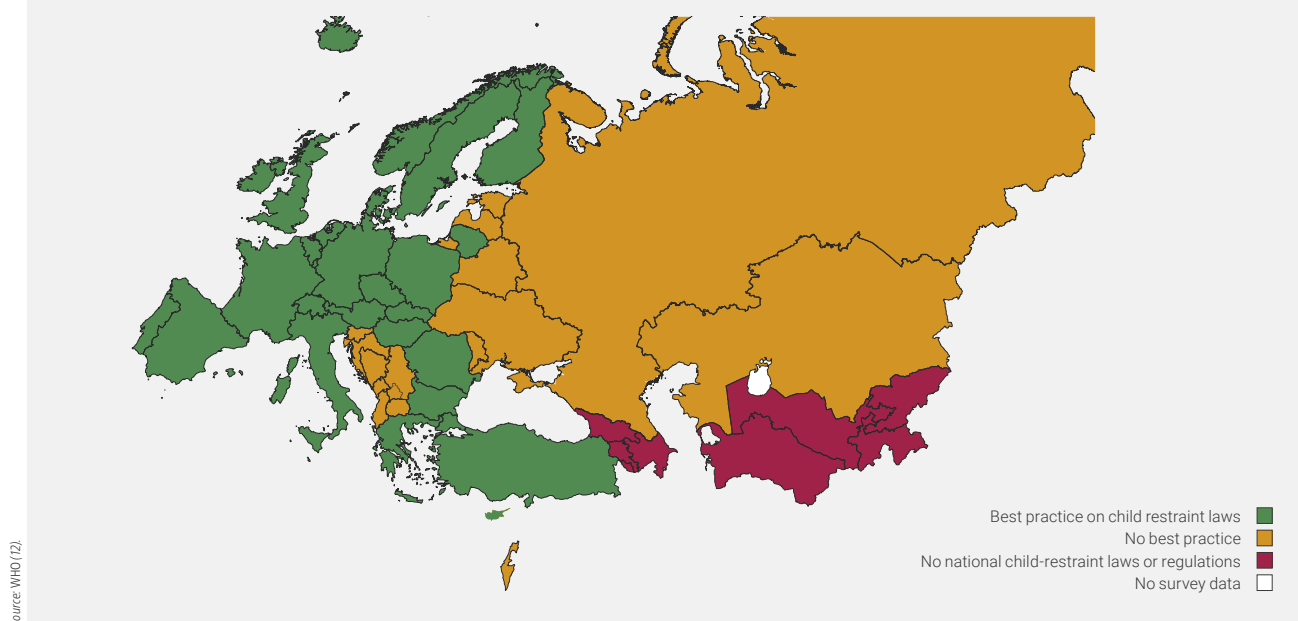 Best practice on child restraint laws
No best practice
No national child-restraint laws or regulations
No survey data
ource: WHO (12).